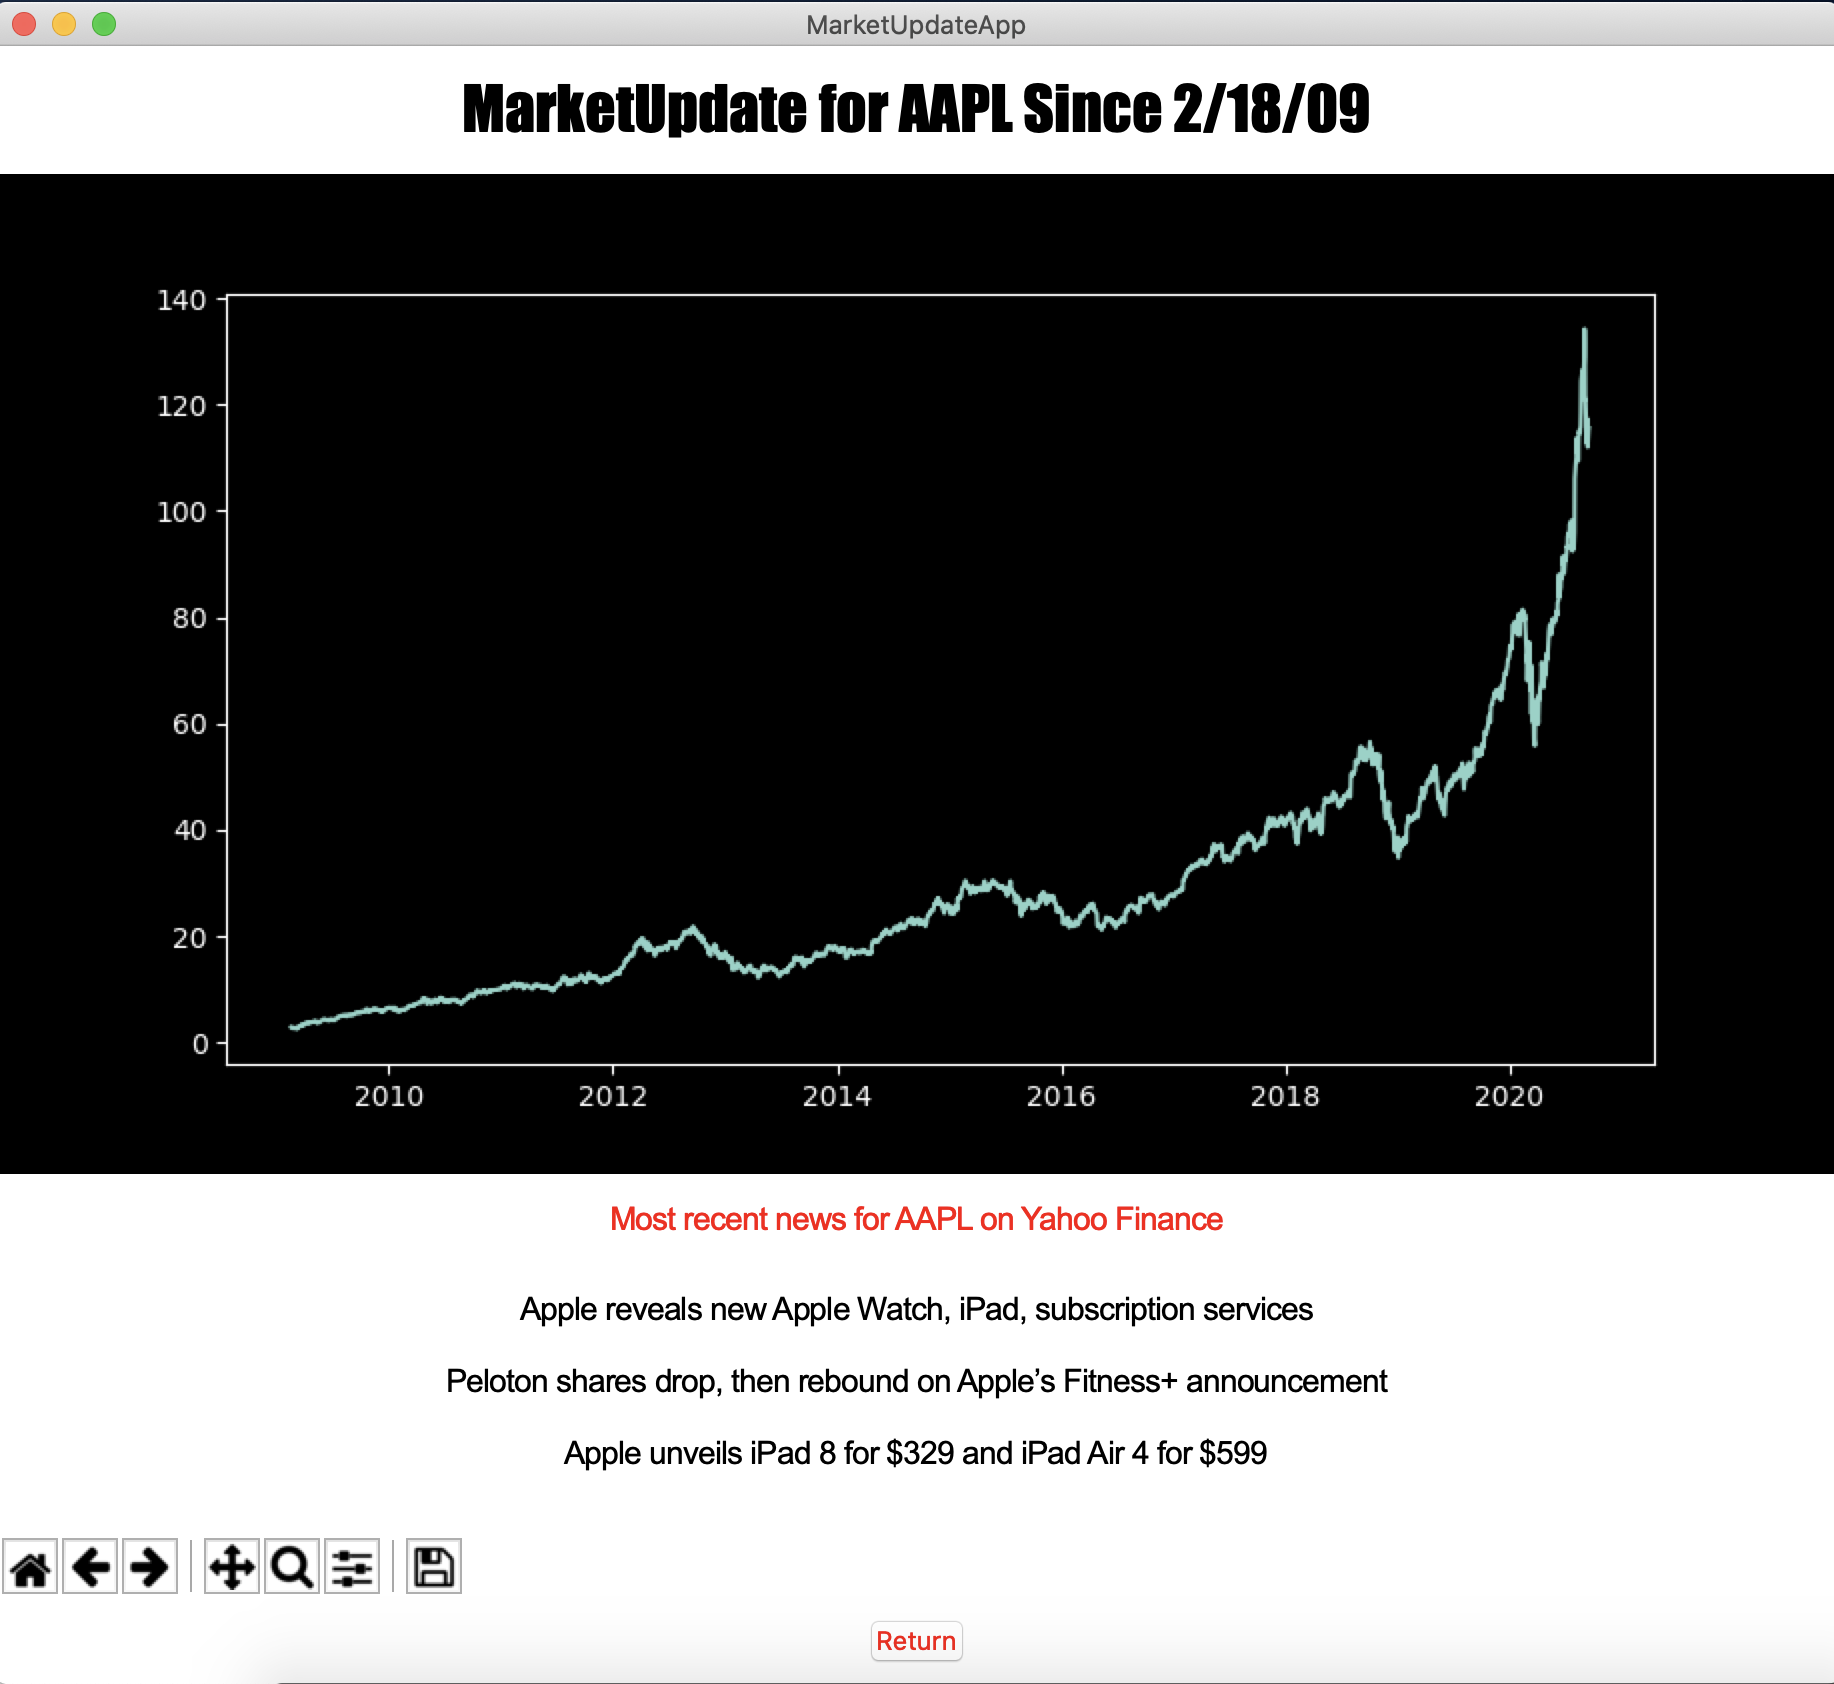 MarketUpdateApp
MarketUpdate for AAPL Since 2/18/09
140
120
100
80
60
40
20
0
2010 2012 2014 2016 2018 2020
Most recent news for AAPL on Yahoo Finance
Apple reveals new Apple Watch, iPad, subscription services
Peloton shares drop, then rebound on Apple’s Fitness+ announcement
Apple unveils iPad 8 for $329 and iPad Air 4 for $599
Return